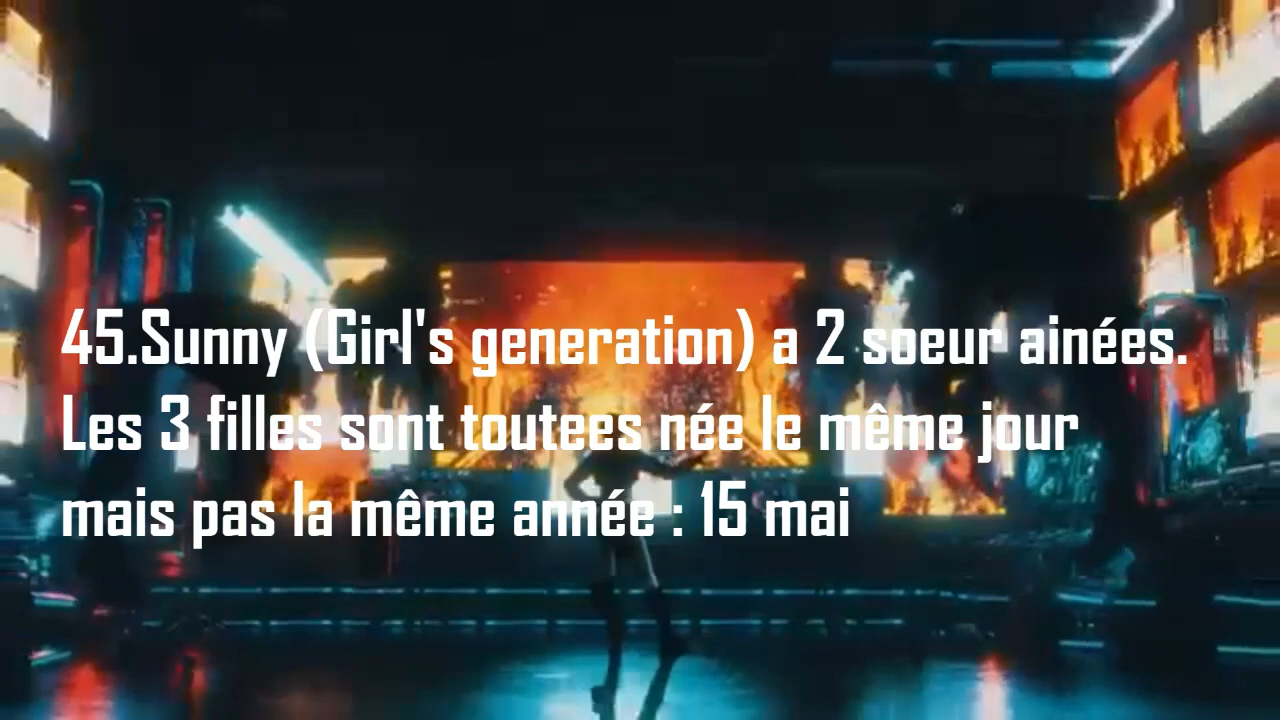 45.Sunny (Girl's generation) a 2 soeur ainées.
Les 3 filles sont toutees née le même jour
mais pas la même année : 15 mai